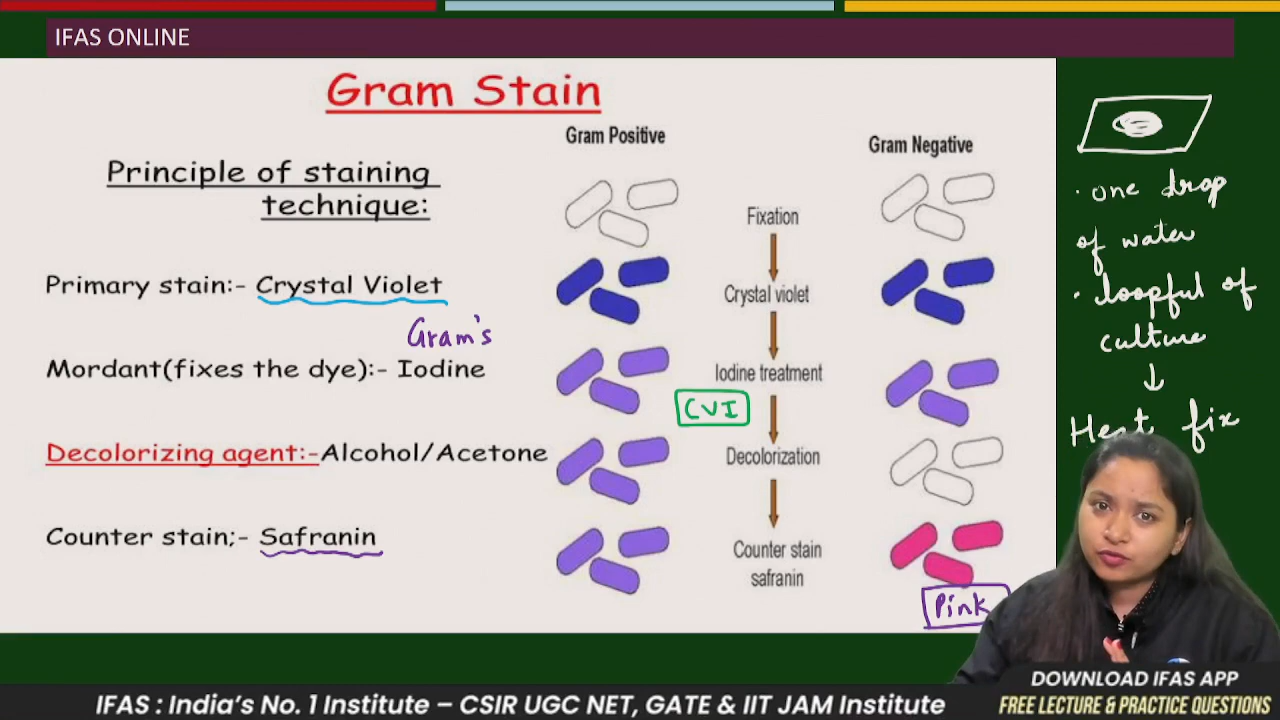 IFAS ONLINE
Gram Stain
Principle of staining
technique:
Primary stain:- Crystal Violet
Gram's
Mordant(fixes the dye):- Iodine
Decolorizing agent:-Alcohol/Acetone
Counter stain;- Safranin
Gram Positive
Gram Negative
Fixation
Crystal violet
Iodine treatment
CVI
Decolorization
Counter stain
safranin
Pink
· one drop
of water
· loopful of
culture
Heat fix
DOWNLOAD IFAS APP
FREE LECTURE & PRACTICE QUESTIONS
IFAS : India's No. 1 Institute – CSIR UGC NET, GATE & IIT JAM Institute